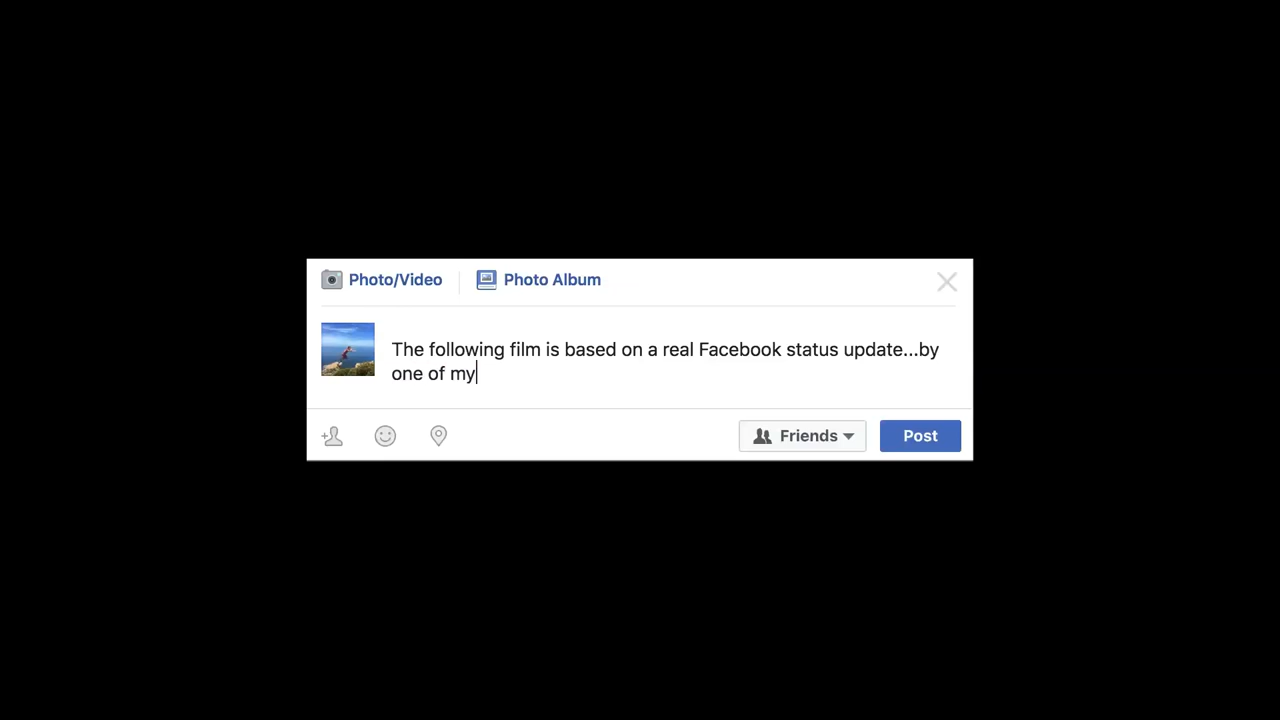 Photo/Video
Photo Album
The following film is based on a real Facebook status update...by
one of my
Friends
Post